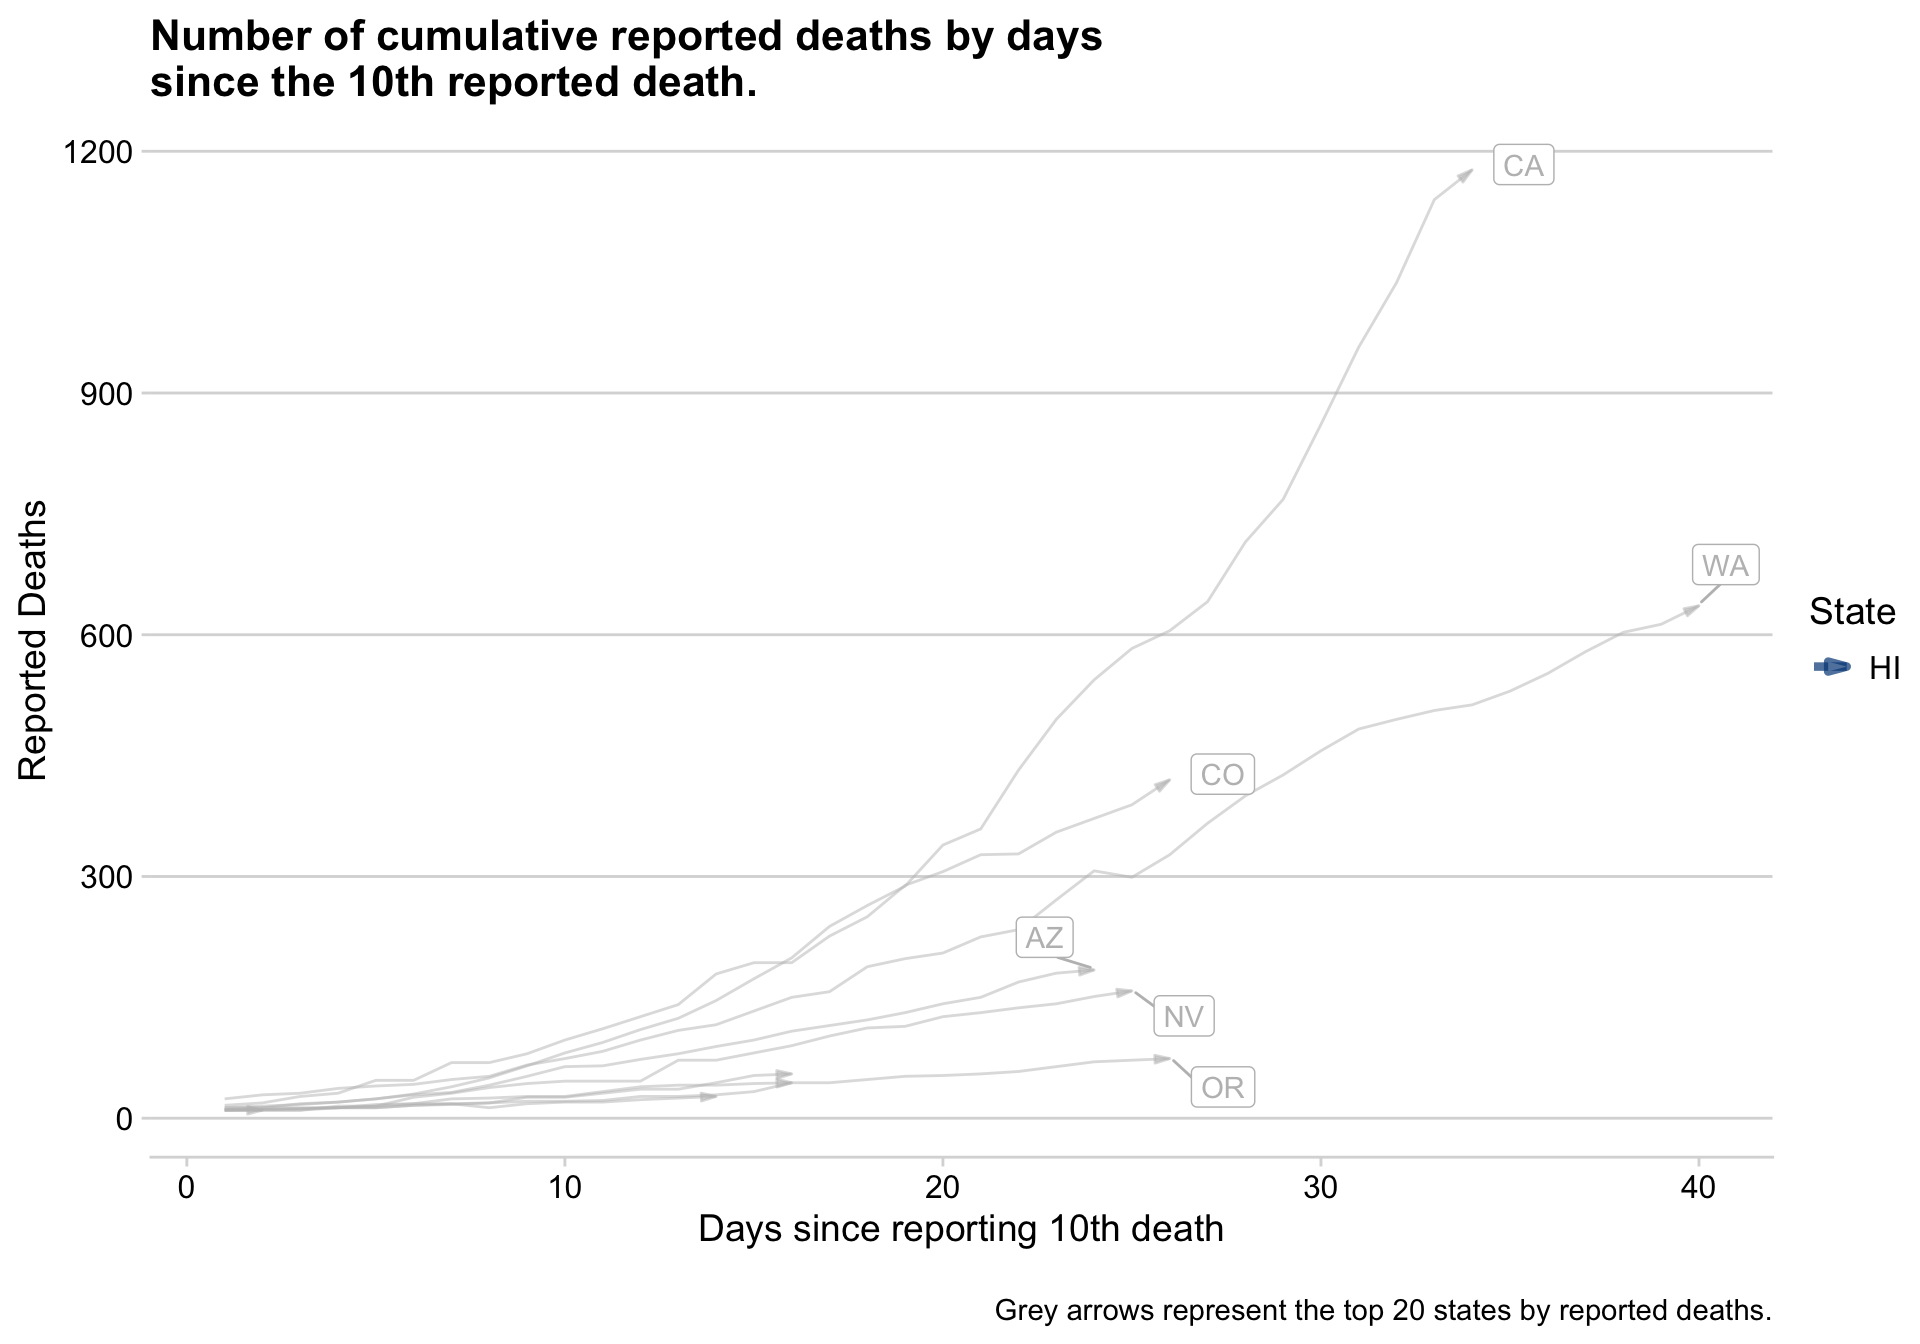 Number of cumulative reported deaths by days
since the 10th reported death.
1200
900
600
300
0
Reported Deaths
CA
WA
CO
AZ
NV
OR
State
HI
0 10 20 30 40
Days since reporting 10th death
Grey arrows represent the top 20 states by reported deaths.